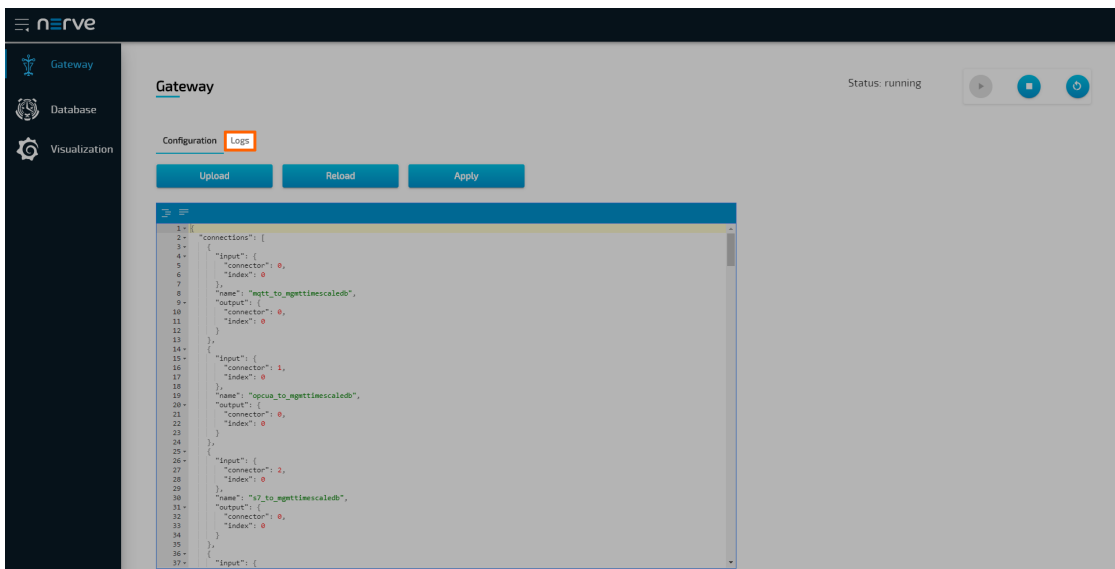 nerve
Gateway
Database
Visualization
Gateway
Status: running
Configuration Logs
Upload Reload Apply
1 {
2 "connections": [
3 {
4 "input": {
5 "connector": 0,
6 "index": 0
7 },
8 "name": "mqtt_to_mgmttimescaledb",
9 "output": {
10 "connector": 0,
11 "index": 0
12 }
13 },
14 {
15 "input": {
16 "connector": 1,
17 "index": 0
18 },
19 "name": "opcua_to_mgmttimescaledb",
20 "output": {
21 "connector": 0,
22 "index": 0
23 }
24 },
25 {
26 "input": {
27 "connector": 2,
28 "index": 0
29 },
30 "name": "s7_to_mgmttimescaledb",
31 "output": {
32 "connector": 0,
33 "index": 0
34 }
35 },
36 {
37 "input": {